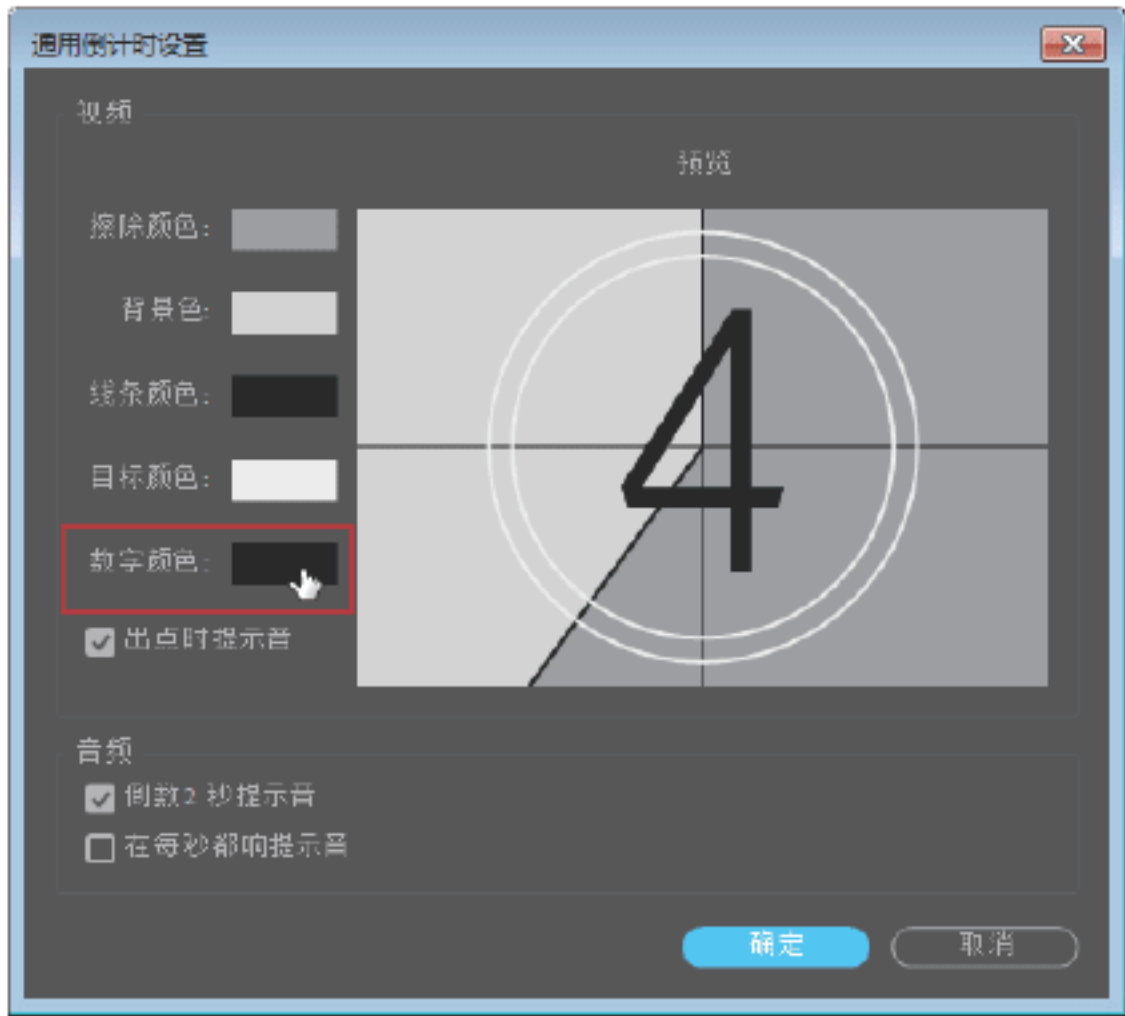 通用倒计时设置
视频
预览
擦除颜色:
背景色:
线条颜色:
目标颜色:
数字颜色:
出点时提示音
4
音频
倒数2 秒提示音
在每秒都响提示音
确定
取消